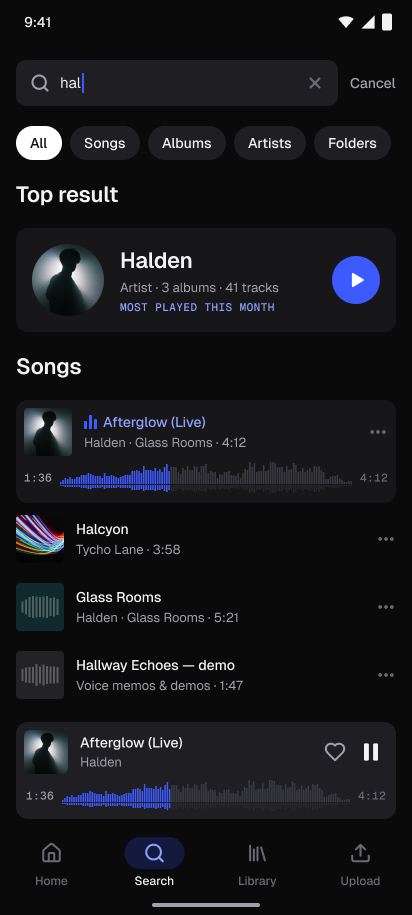 9:41
hal
Cancel
All
Songs
Albums
Artists
Folders
Top result
Halden
Artist · 3 albums · 41 tracks
MOST PLAYED THIS MONTH
Songs
Afterglow (Live)
Halden · Glass Rooms · 4:12
1:36
4:12
Halcyon
Tycho Lane · 3:58
Glass Rooms
Halden · Glass Rooms · 5:21
Hallway Echoes — demo
Voice memos & demos · 1:47
Afterglow (Live)
Halden
1:36
4:12
Home
Search
Library
Upload